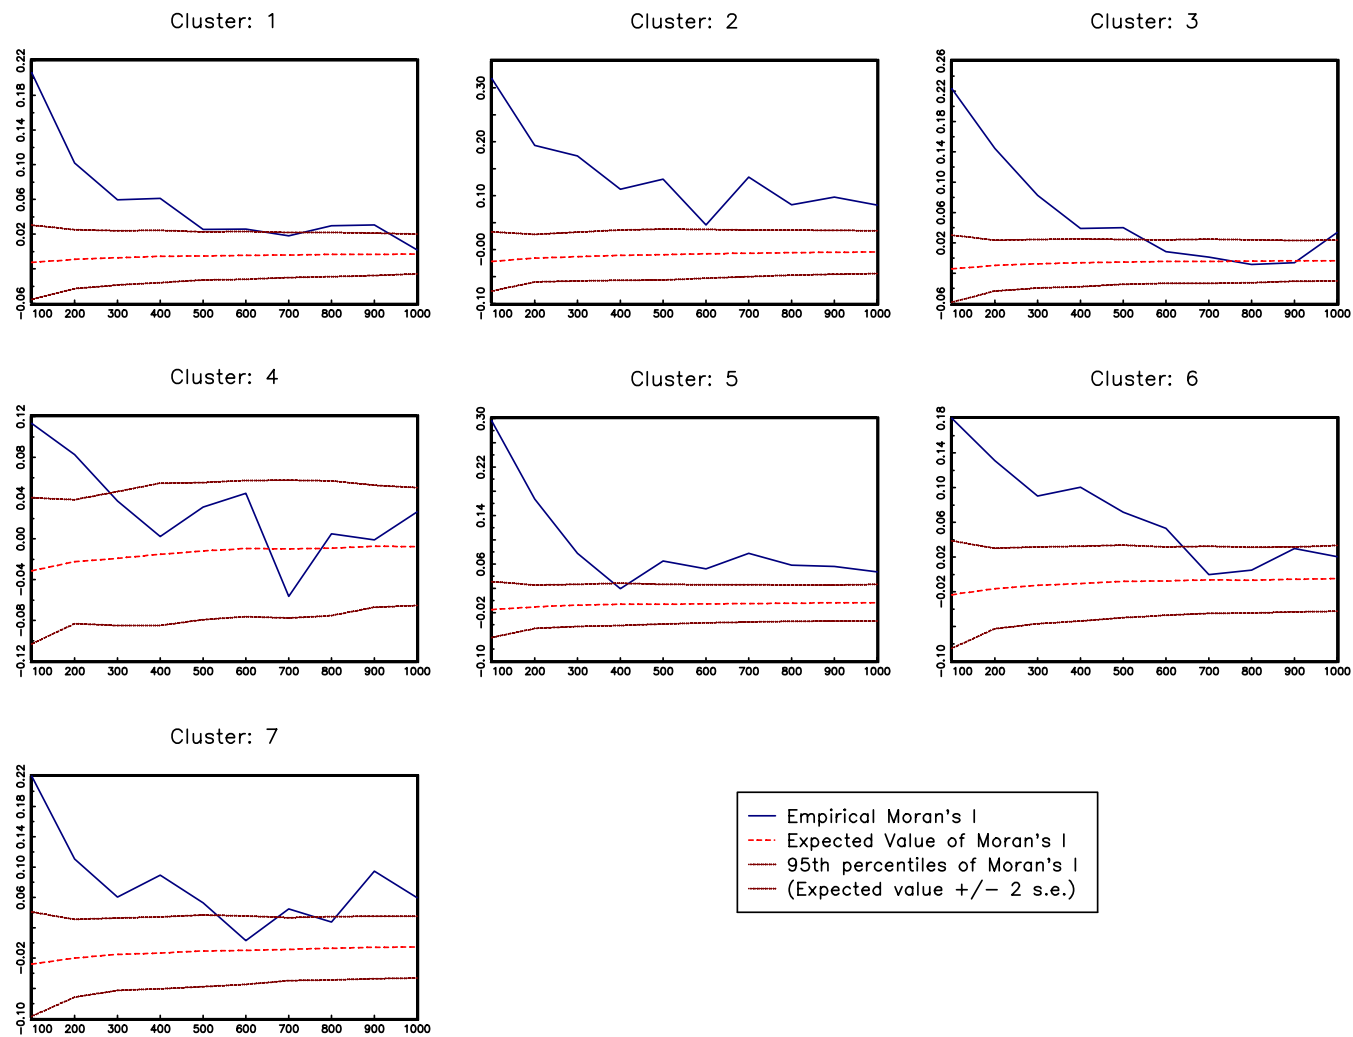 Cluster: 1
0.22
0.18
0.14
0.10
0.06
0.02
-0.06
100 200 300 400 500 600 700 800 900 1000
Cluster: 2
0.30
0.20
0.10
-0.00
-0.10
100 200 300 400 500 600 700 800 900 1000
Cluster: 3
0.26
0.22
0.18
0.14
0.10
0.06
0.02
-0.06
100 200 300 400 500 600 700 800 900 1000
Cluster: 4
0.12
0.08
0.04
0.00
-0.04
-0.08
-0.12
100 200 300 400 500 600 700 800 900 1000
Cluster: 5
0.30
0.22
0.14
0.06
-0.02
-0.10
100 200 300 400 500 600 700 800 900 1000
Cluster: 6
0.18
0.14
0.10
0.06
0.02
-0.02
-0.10
100 200 300 400 500 600 700 800 900 1000
Cluster: 7
0.22
0.18
0.14
0.10
0.06
-0.02
-0.10
100 200 300 400 500 600 700 800 900 1000
Empirical Moran's I
Expected Value of Moran's I
95th percentiles of Moran's I
(Expected value +/- 2 s.e.)